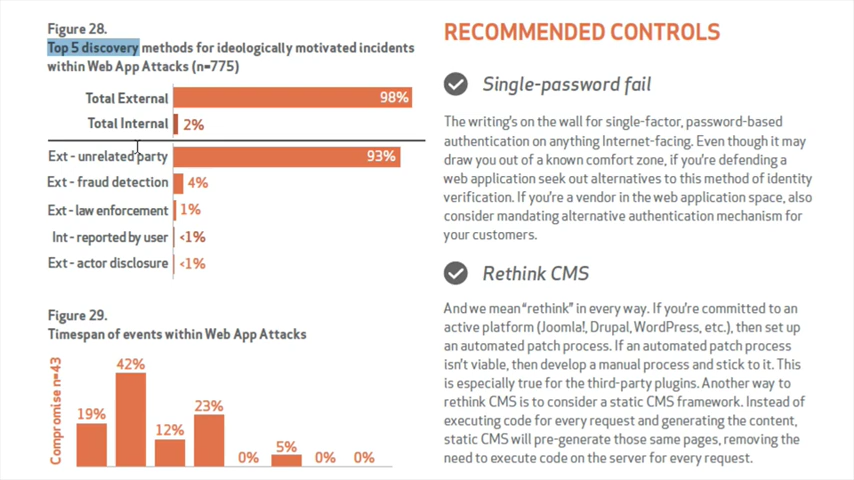 Figure 28.
Top 5 discovery methods for ideologically motivated incidents
within Web App Attacks (n=775)
Total External 98%
Total Internal 2%
Ext - unrelated party 93%
Ext - fraud detection 4%
Ext - law enforcement 1%
Int - reported by user <1%
Ext - actor disclosure <1%
Figure 29.
Timespan of events within Web App Attacks
Compromise n=43
19% 42% 12% 23% 0% 5% 0% 0%
RECOMMENDED CONTROLS
Single-password fail
The writing's on the wall for single-factor, password-based
authentication on anything Internet-facing. Even though it may
draw you out of a known comfort zone, if you're defending a
web application seek out alternatives to this method of identity
verification. If you're a vendor in the web application space, also
consider mandating alternative authentication mechanism for
your customers.
Rethink CMS
And we mean “rethink” in every way. If you're committed to an
active platform (Joomla!, Drupal, WordPress, etc.), then set up
an automated patch process. If an automated patch process
isn't viable, then develop a manual process and stick to it. This
is especially true for the third-party plugins. Another way to
rethink CMS is to consider a static CMS framework. Instead of
executing code for every request and generating the content,
static CMS will pre-generate those same pages, removing the
need to execute code on the server for every request.